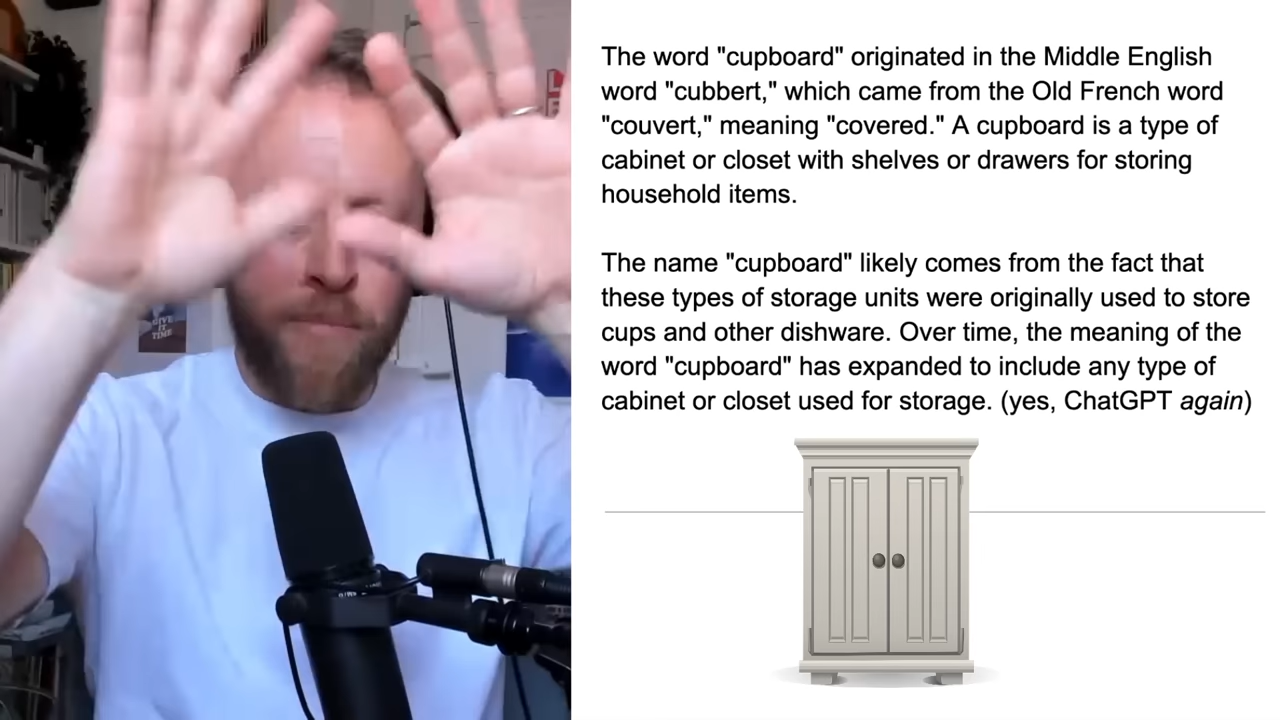 The word "cupboard" originated in the Middle English
word "cubbert," which came from the Old French word
"couvert," meaning "covered." A cupboard is a type of
cabinet or closet with shelves or drawers for storing
household items.
The name "cupboard" likely comes from the fact that
these types of storage units were originally used to store
cups and other dishware. Over time, the meaning of the
word "cupboard" has expanded to include any type of
cabinet or closet used for storage. (yes, ChatGPT again)
GIVE
IT
TIME